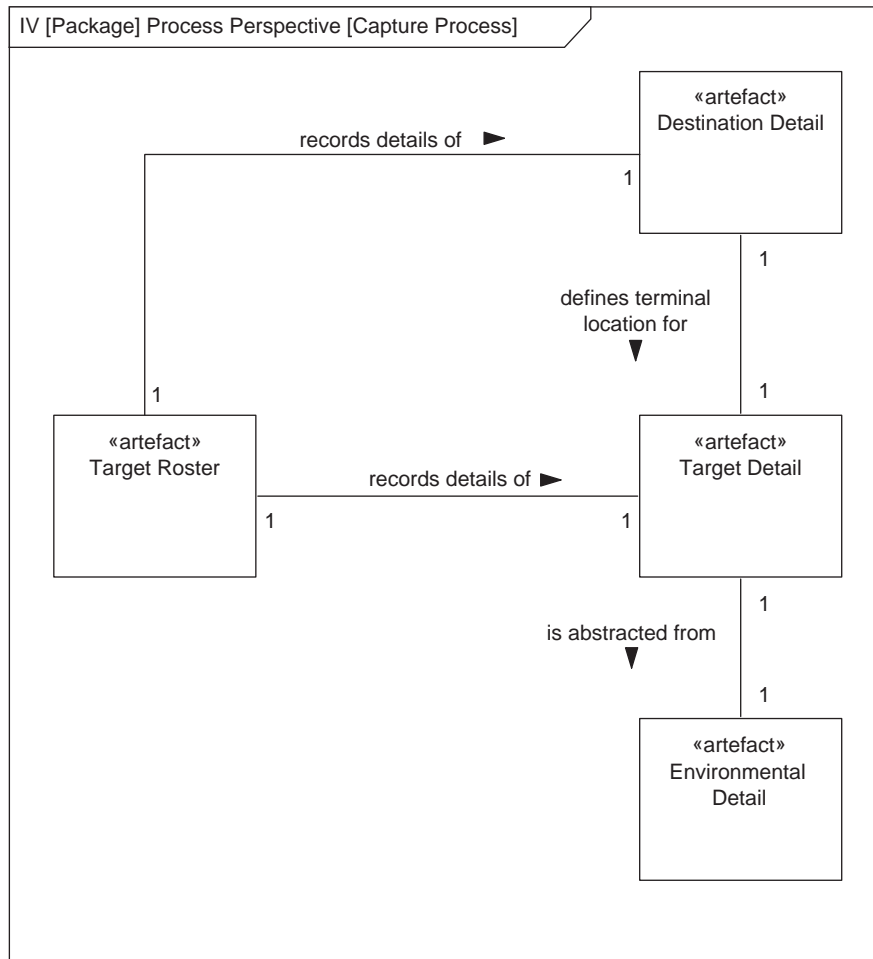 IV [Package] Process Perspective [Capture Process]
«artefact»
Destination Detail
records details of
1
1
defines terminal
location for
1
1
«artefact»
Target Roster
«artefact»
Target Detail
records details of
1
1
1
is abstracted from
1
«artefact»
Environmental
Detail